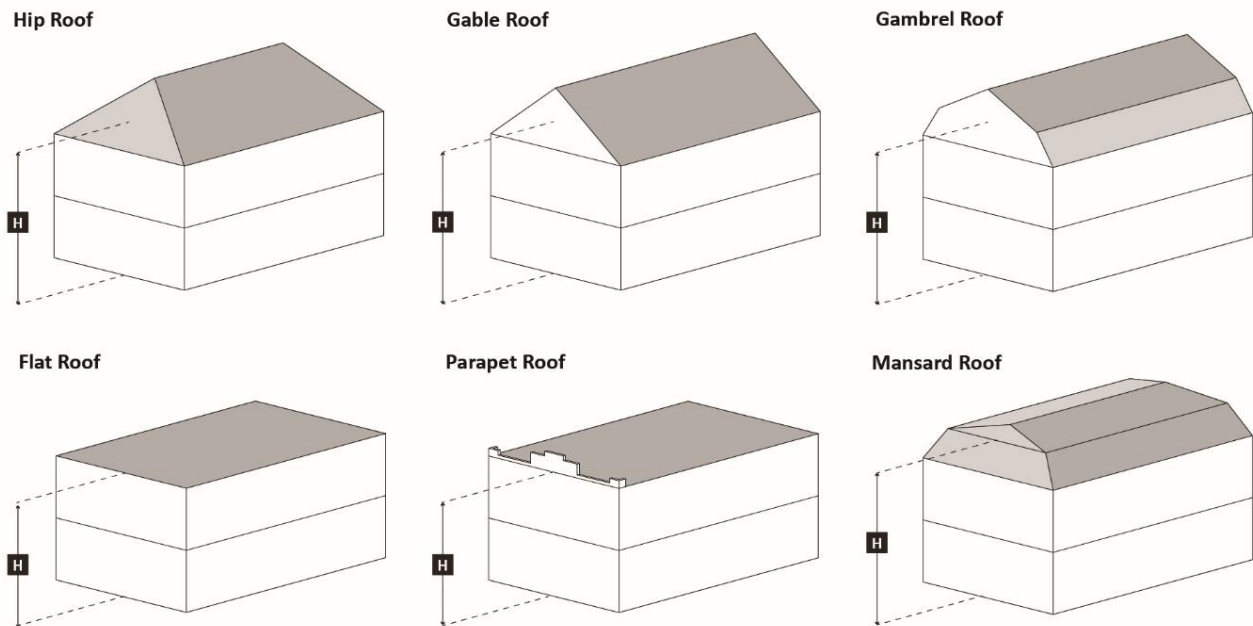 Hip Roof
Gable Roof
Gambrel Roof
H
H
H
Flat Roof
Parapet Roof
Mansard Roof
H
H
H